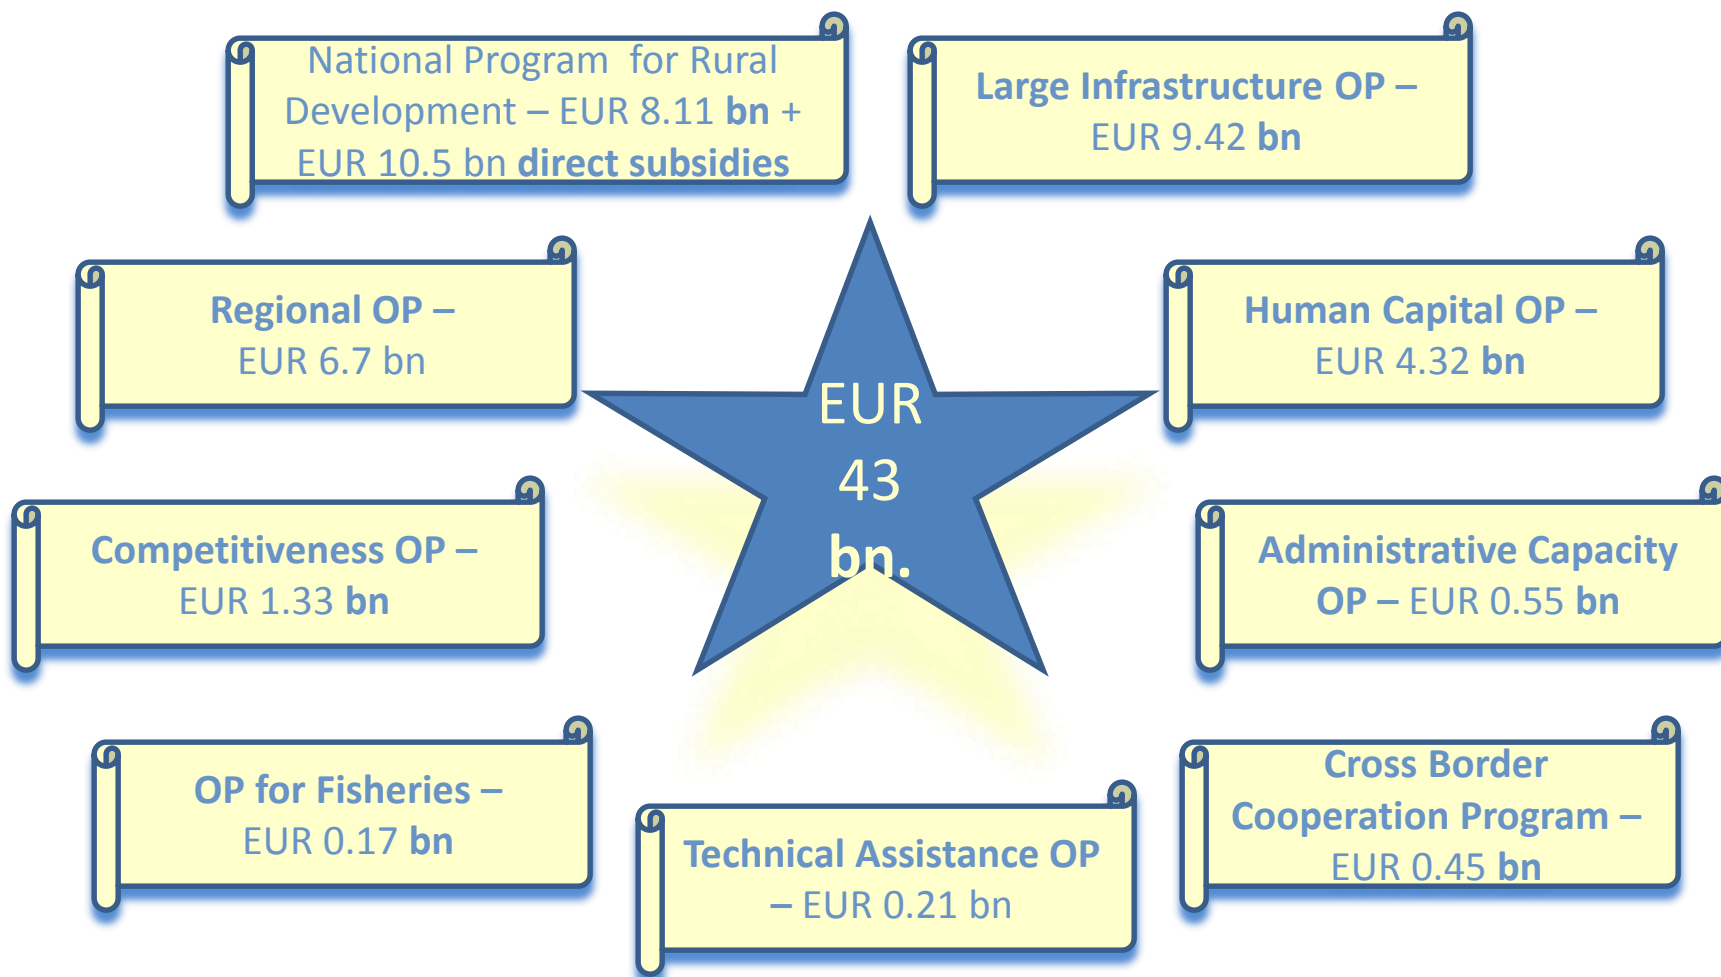 National Program for Rural
Development – EUR 8.11 bn +
EUR 10.5 bn direct subsidies
Large Infrastructure OP –
EUR 9.42 bn
Regional OP –
EUR 6.7 bn
Human Capital OP –
EUR 4.32 bn
EUR
43
bn.
Competitiveness OP –
EUR 1.33 bn
Administrative Capacity
OP – EUR 0.55 bn
OP for Fisheries –
EUR 0.17 bn
Technical Assistance OP
– EUR 0.21 bn
Cross Border
Cooperation Program –
EUR 0.45 bn